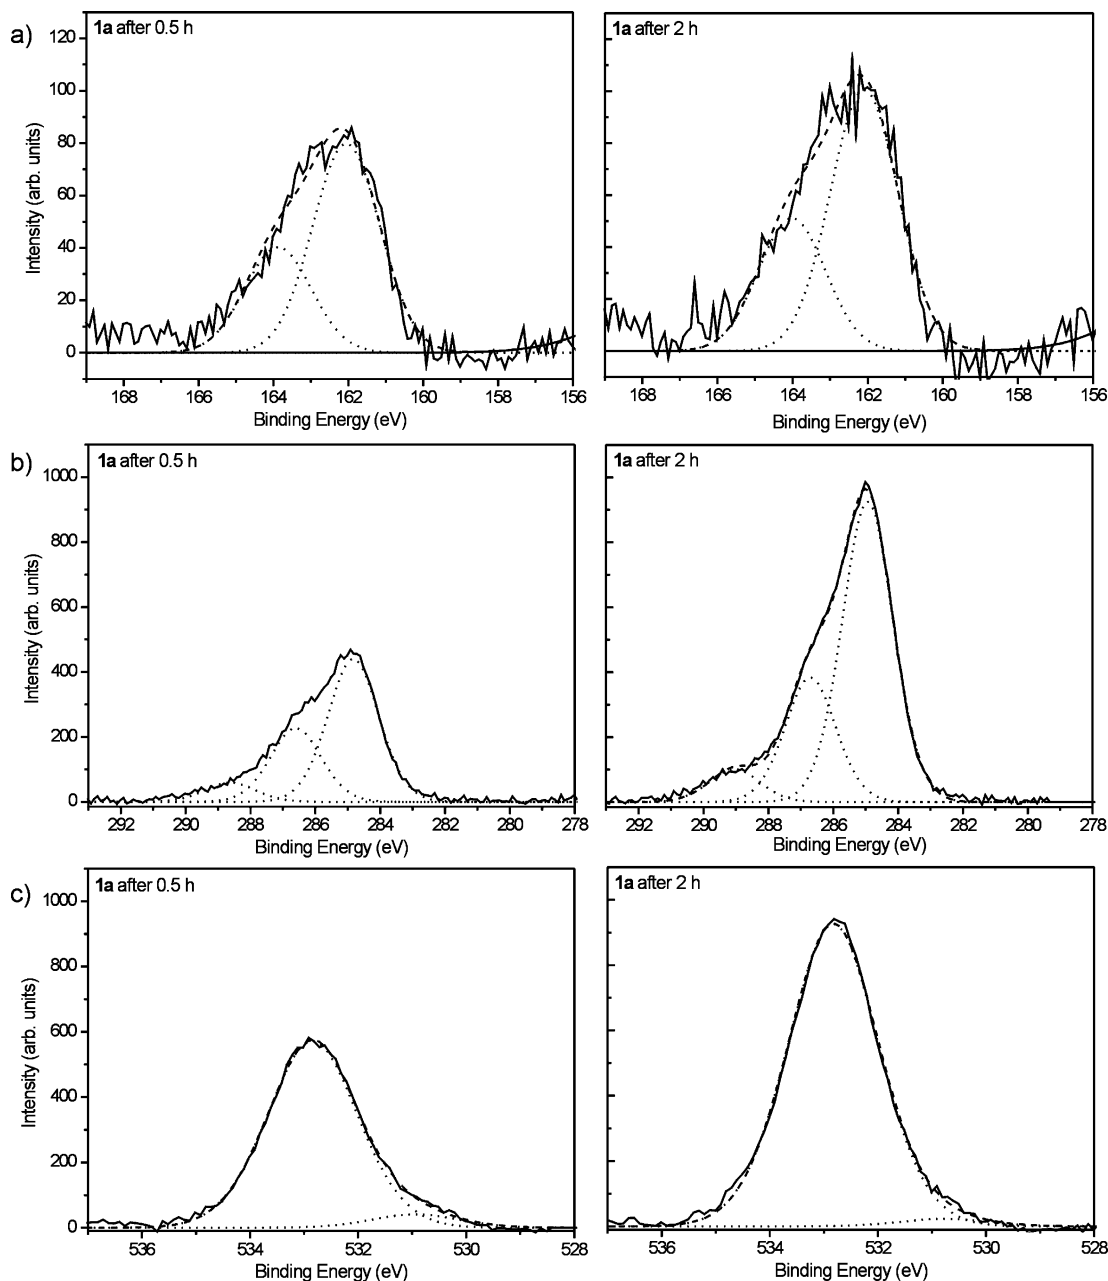 a)
1a after 0.5 h
1a after 2 h
Intensity (arb. units)
120
100
80
60
40
20
0
168 166 164 162 160 158 156
168 166 164 162 160 158 156
Binding Energy (eV)
Binding Energy (eV)
b)
1a after 0.5 h
1a after 2 h
Intensity (arb. units)
1000
800
600
400
200
0
292 290 288 286 284 282 280 278
292 290 288 286 284 282 280 278
Binding Energy (eV)
Binding Energy (eV)
c)
1a after 0.5 h
1a after 2 h
Intensity (arb. units)
1000
800
600
400
200
0
536 534 532 530 528
536 534 532 530 528
Binding Energy (eV)
Binding Energy (eV)